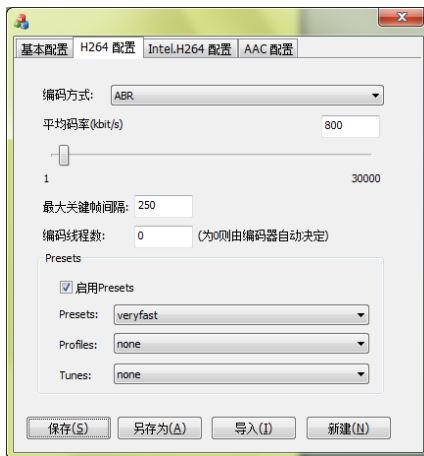 基本配置 H264 配置 Intel.H264 配置 AAC 配置
编码方式: ABR
平均码率(kbit/s) 800
1 30000
最大关键帧间隔: 250
编码线程数: 0 (为0则由编码器自动决定)
Presets
启用Presets
Presets: veryfast
Profiles: none
Tunes: none
保存(S) 另存为(A) 导入(I) 新建(N)